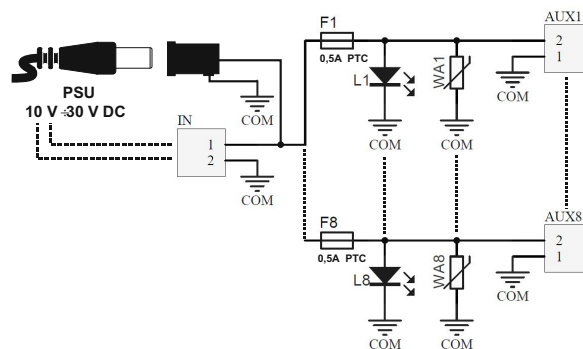 AUX1
F1
2
1
0,5A PTC
L1
WA1
COM
COM
COM
COM
PSU
10 V ÷30 V DC
IN
1
2
COM
AUX8
F8
2
1
0,5A PTC
L8
WA8
COM
COM
COM